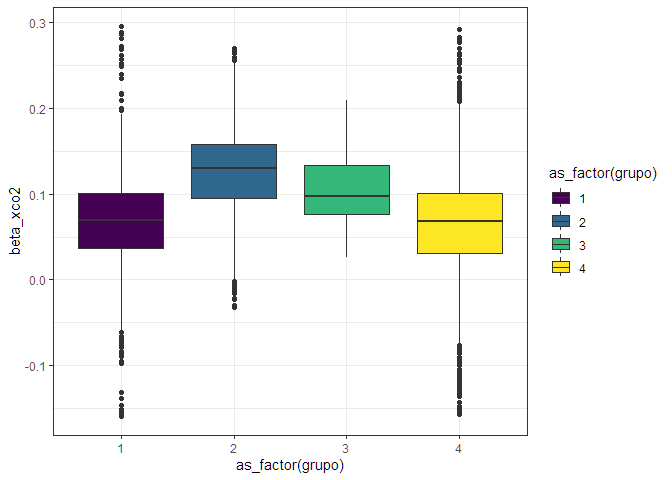 0.3
0.2
0.1
0.0
-0.1
beta_xco2
1 2 3 4
as_factor(grupo)
as_factor(grupo)
1
2
3
4